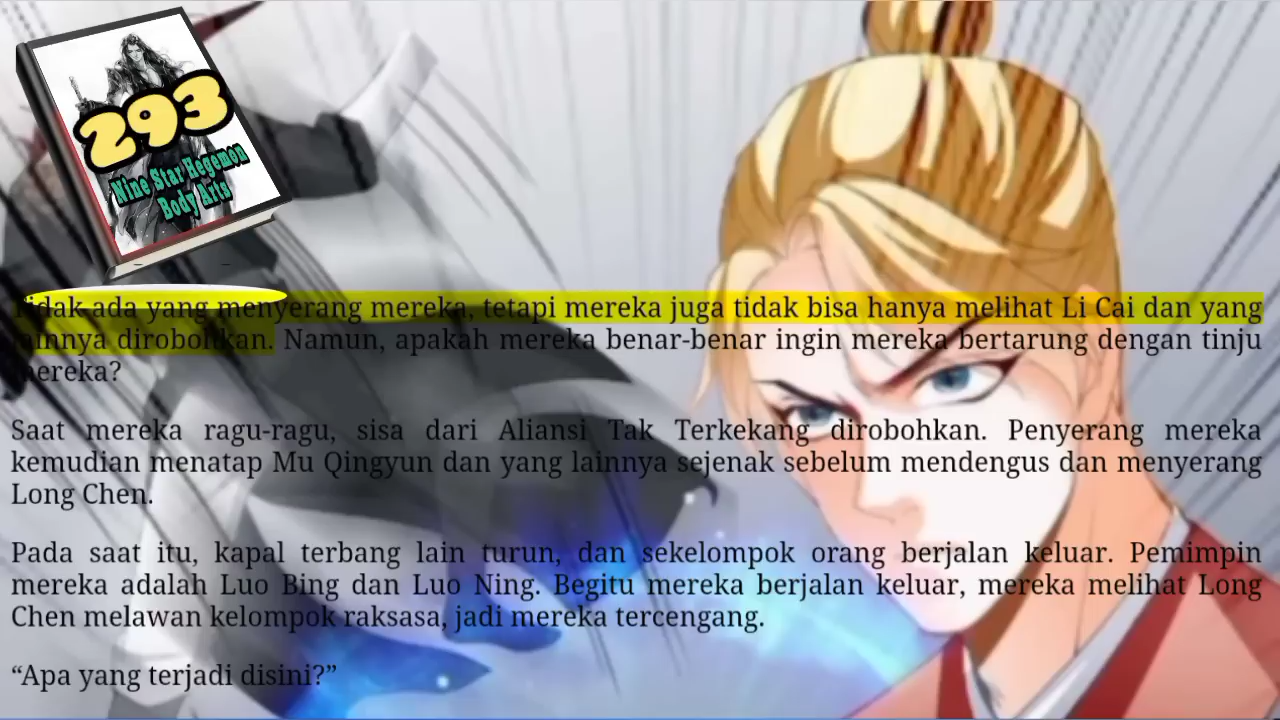 293
Nine Star Hegemon
Body Arts
Tidak ada yang menyerang mereka, tetapi mereka juga tidak bisa hanya melihat Li Cai dan yang
lainnya dirobohkan. Namun, apakah mereka benar-benar ingin mereka bertarung dengan tinju
mereka?
Saat mereka ragu-ragu, sisa dari Aliansi Tak Terkekang dirobohkan. Penyerang mereka
kemudian menatap Mu Qingyun dan yang lainnya sejenak sebelum mendengus dan menyerang
Long Chen.
Pada saat itu, kapal terbang lain turun, dan sekelompok orang berjalan keluar. Pemimpin
mereka adalah Luo Bing dan Luo Ning. Begitu mereka berjalan keluar, mereka melihat Long
Chen melawan kelompok raksasa, jadi mereka tercengang.
“Apa yang terjadi disini?”